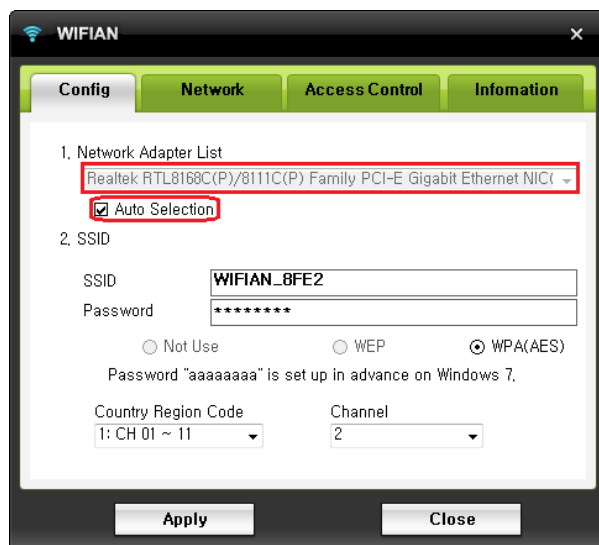 WIFIAN
Config Network Access Control Infomation
1, Network Adapter List
Realtek RTL8168C(P)/8111C(P) Family PCI-E Gigabit Ethernet NIC(
Auto Selection
2, SSID
SSID WIFIAN_8FE2
Password ********
Not Use WEP WPA(AES)
Password "aaaaaaaa" is set up in advance on Windows 7,
Country Region Code Channel
1: CH 01 ~ 11 2
Apply Close